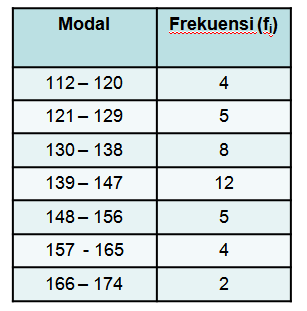 Modal Frekuensi (fi)
112 – 120 4
121 – 129 5
130 – 138 8
139 – 147 12
148 – 156 5
157 - 165 4
166 – 174 2